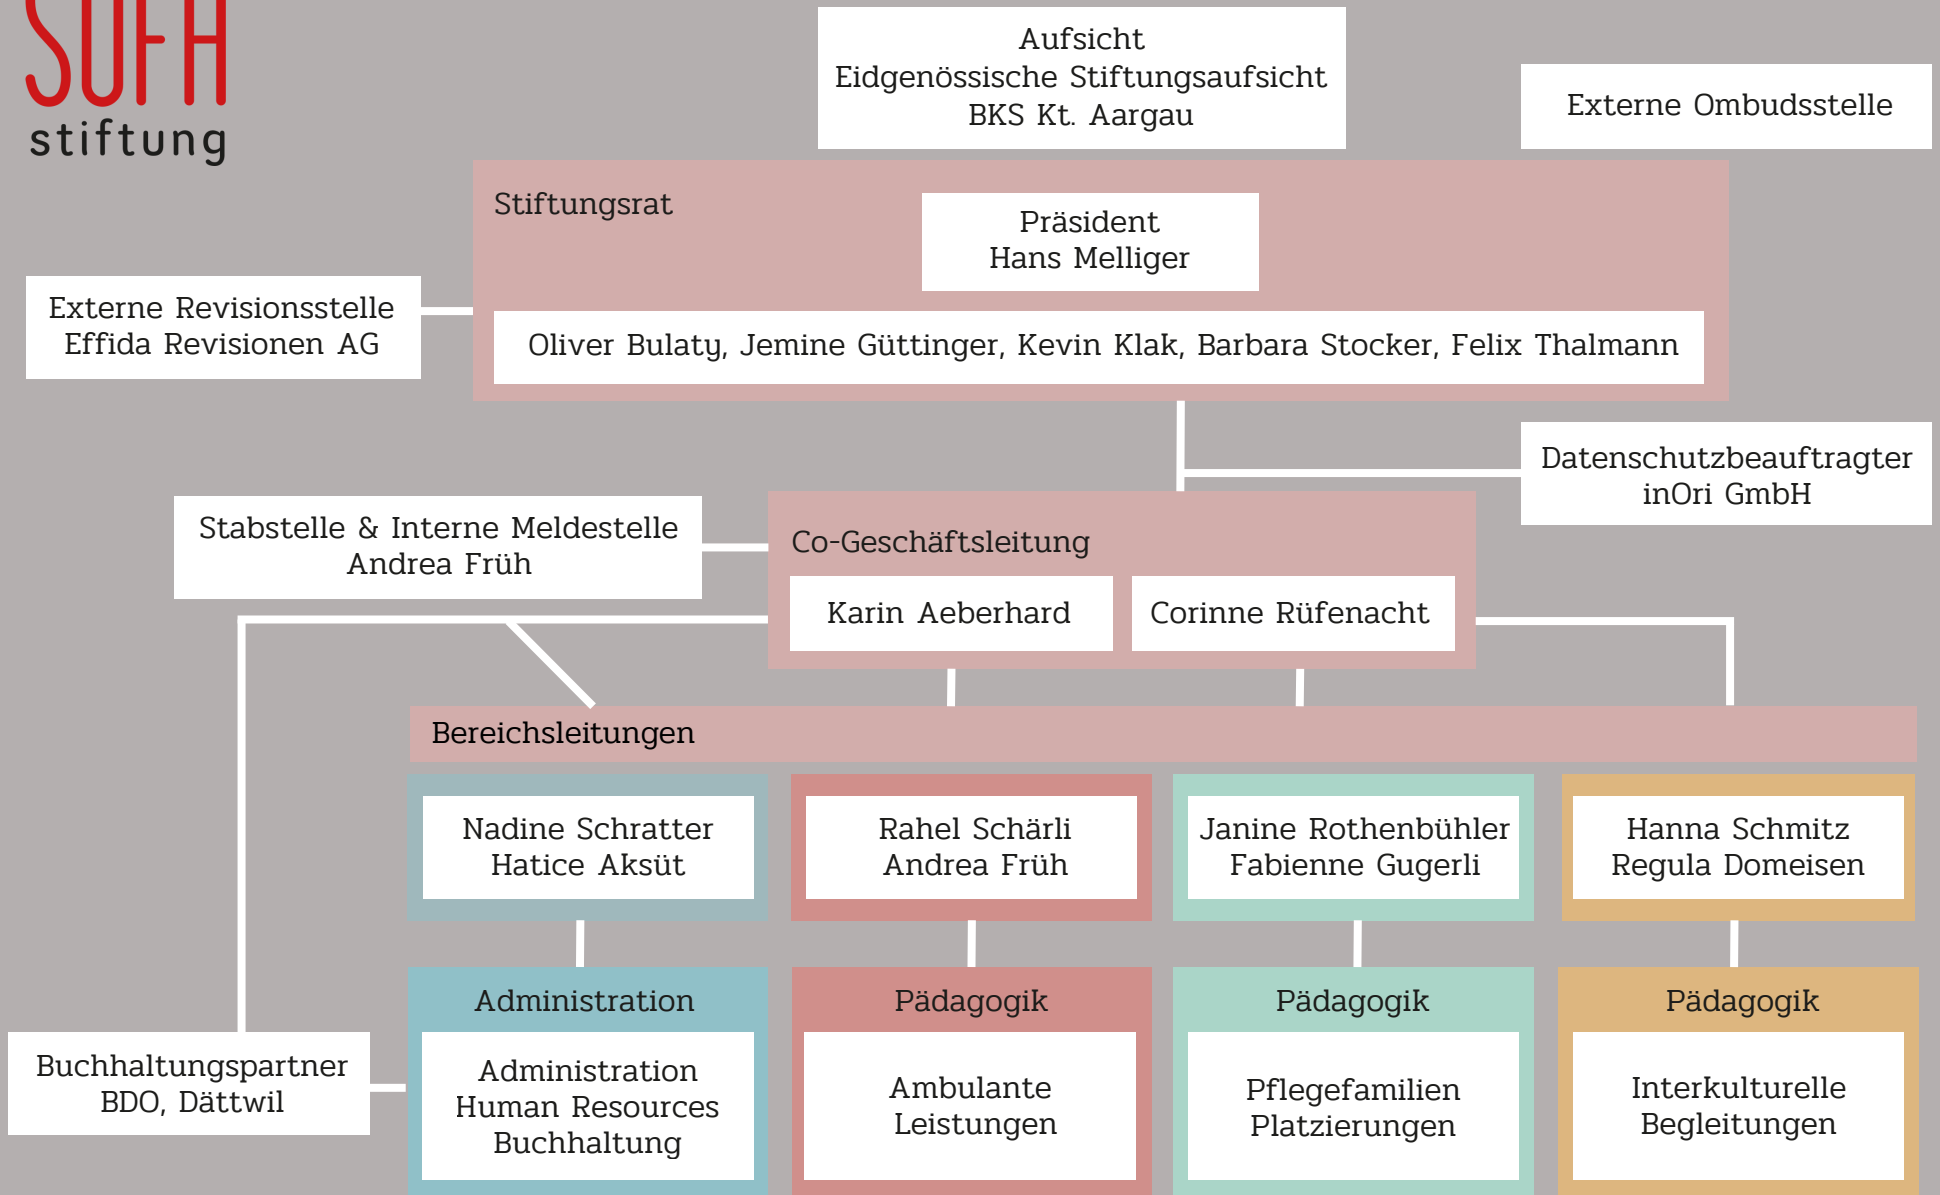 SOFA
stiftung
Aufsicht
Eidgenössische Stiftungsaufsicht
BKS Kt. Aargau
Externe Ombudsstelle
Stiftungsrat
Präsident
Hans Melliger
Externe Revisionsstelle
Effida Revisionen AG
Oliver Bulaty, Jemine Güttinger, Kevin Klak, Barbara Stocker, Felix Thalmann
Datenschutzbeauftragter
inOri GmbH
Stabstelle & Interne Meldestelle
Andrea Früh
Co-Geschäftsleitung
Karin Aeberhard
Corinne Rüfenacht
Bereichsleitungen
Nadine Schratter
Hatice Aksüt
Rahel Schärli
Andrea Früh
Janine Rothenbühler
Fabienne Gugerli
Hanna Schmitz
Regula Domeisen
Buchhaltungspartner
BDO, Dättwil
Administration
Administration
Human Resources
Buchhaltung
Pädagogik
Ambulante
Leistungen
Pädagogik
Pflegefamilien
Platzierungen
Pädagogik
Interkulturelle
Begleitungen